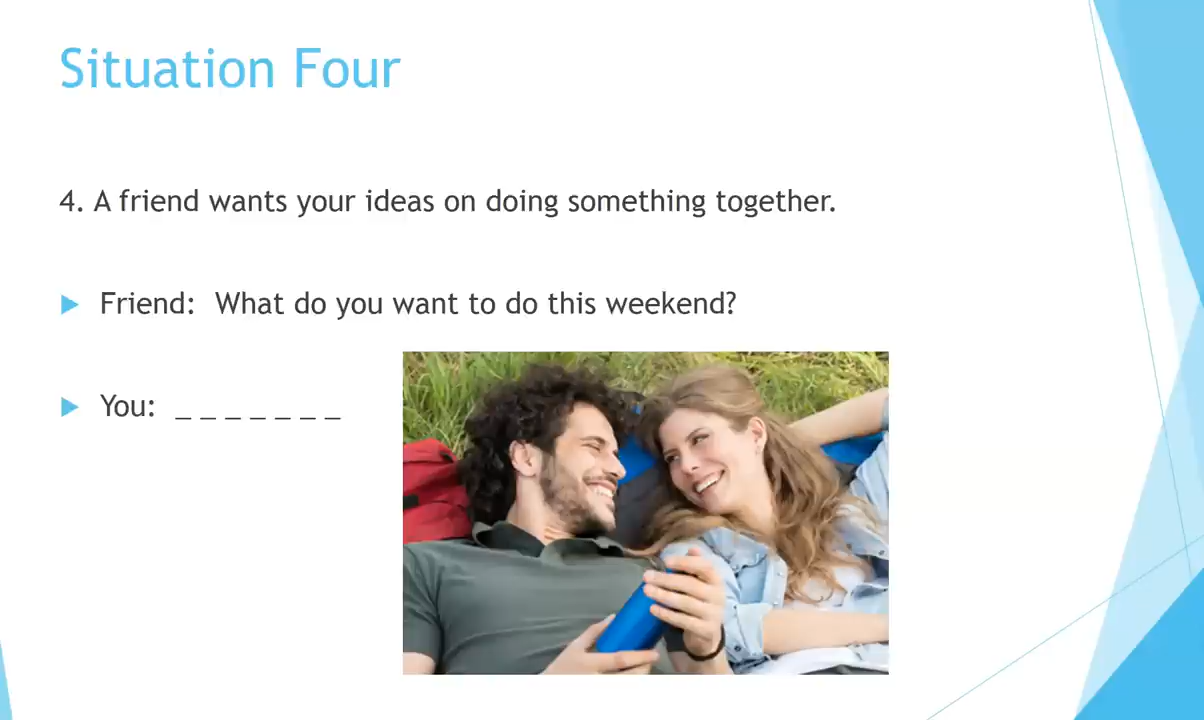 Situation Four
4. A friend wants your ideas on doing something together.
Friend: What do you want to do this weekend?
You: _ _ _ _ _ _ _